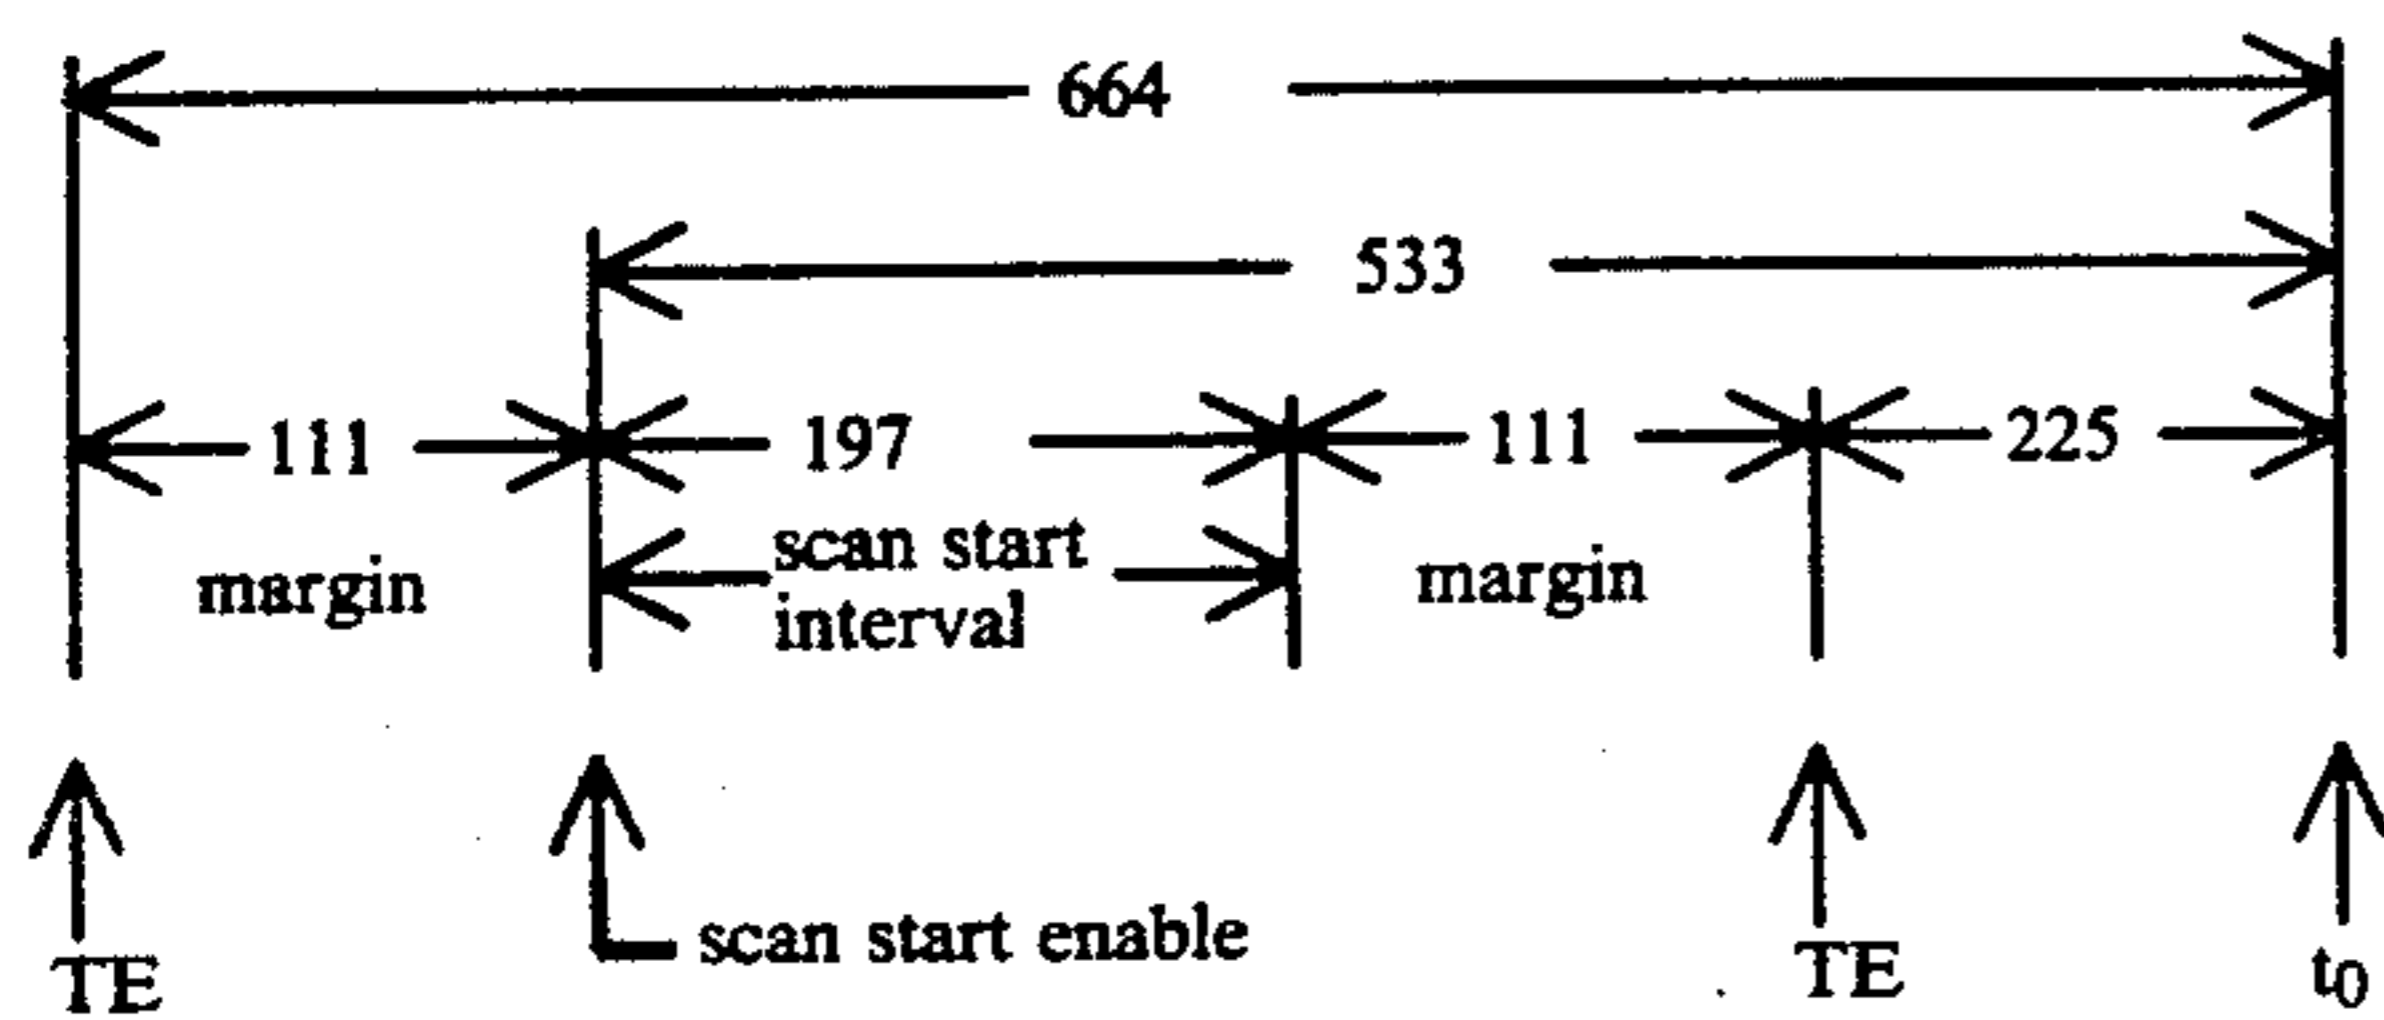 664
533
111 197 111 225
scan start
interval
margin margin
scan start enable
TE TE t0